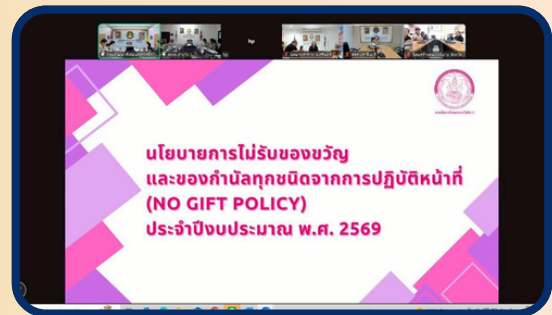 นโยบายการไม่รับของขวัญ
และของกำนัลทุกชนิดจากการปฏิบัติหน้าที่
(NO GIFT POLICY)
ประจำปีงบประมาณ พ.ศ. 2569